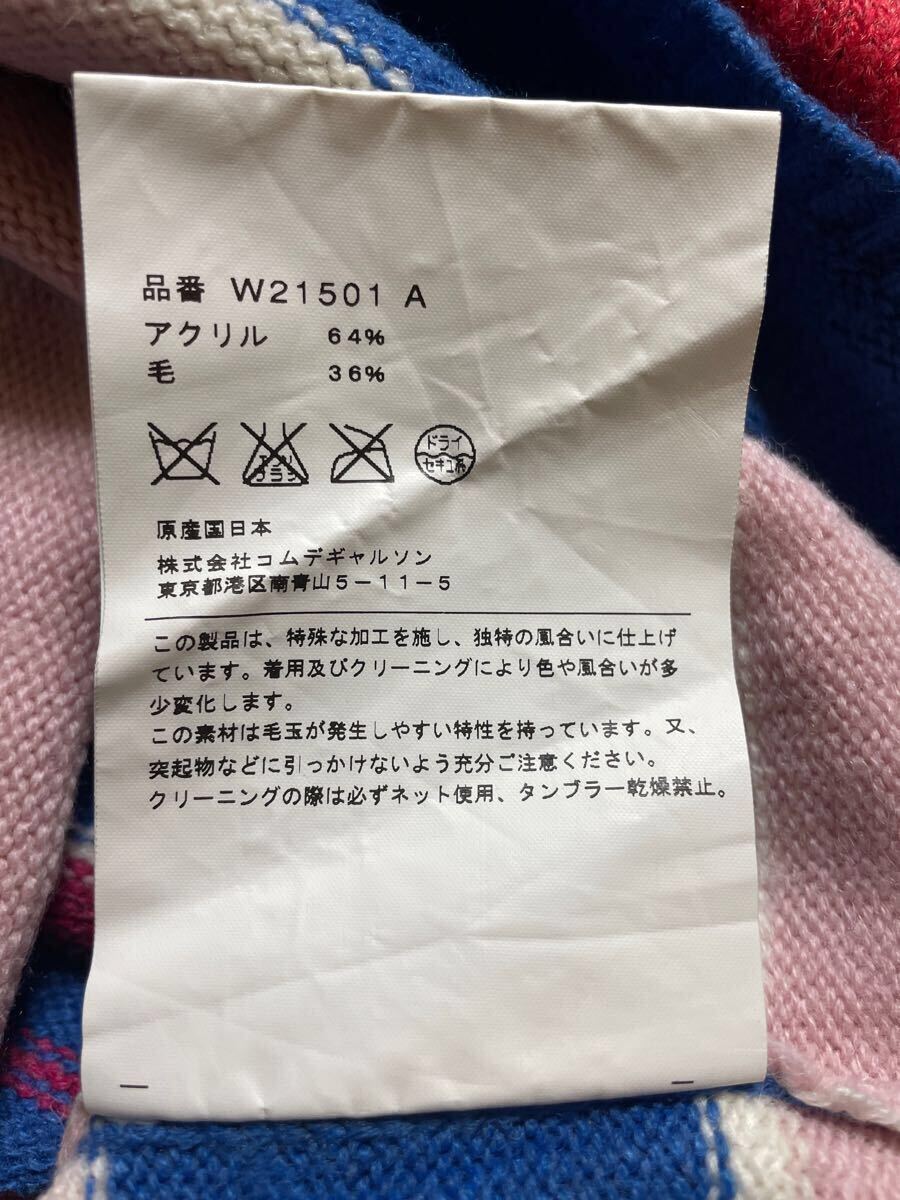 品番 W21501 A
アクリル 64%
毛 36%
ドライ
セキユ系
原産国日本
株式会社コムデギャルソン
東京都港区南青山5-11-5
この製品は、特殊な加工を施し、独特の風合いに仕上げ
ています。着用及びクリーニングにより色や風合いが多
少変化します。
この素材は毛玉が発生しやすい特性を持っています。又、
突起物などに引っかけないよう充分ご注意ください。
クリーニングの際は必ずネット使用、タンブラー乾燥禁止。